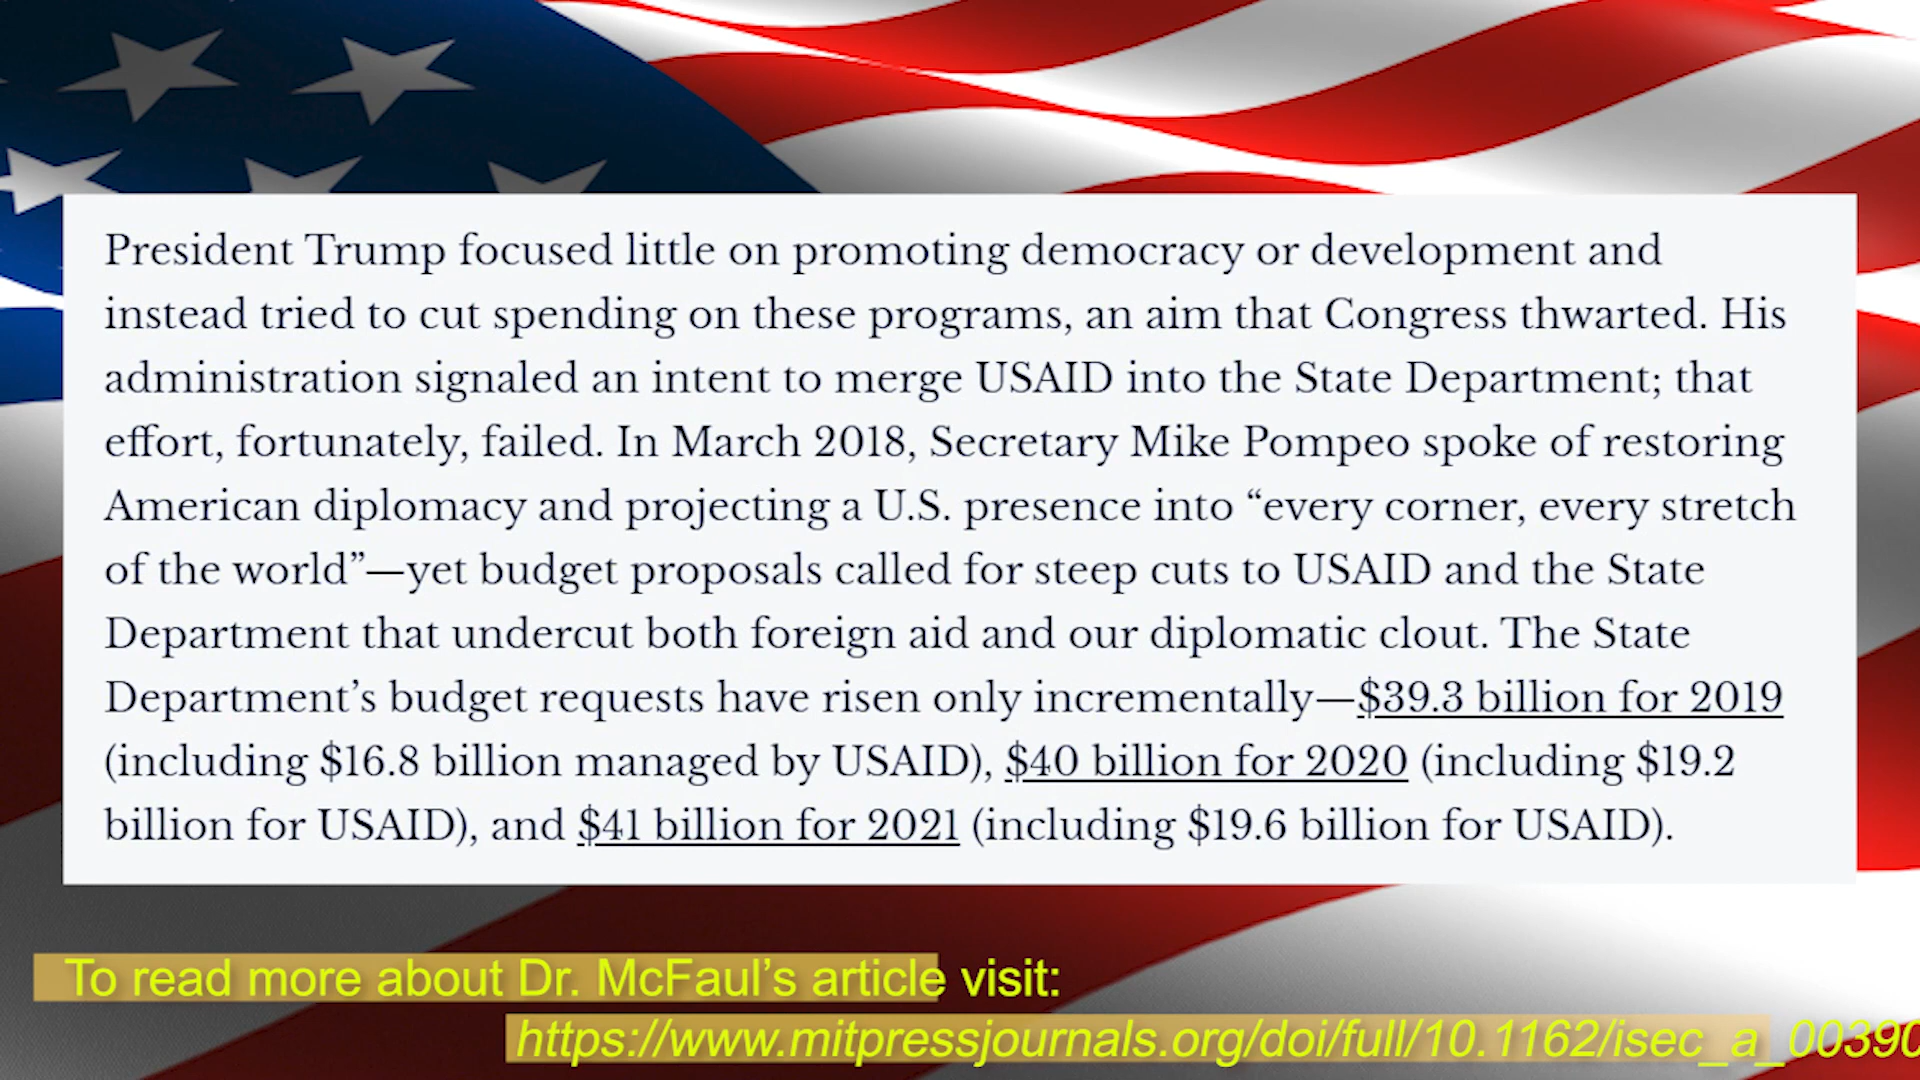 President Trump focused little on promoting democracy or development and
instead tried to cut spending on these programs, an aim that Congress thwarted. His
administration signaled an intent to merge USAID into the State Department; that
effort, fortunately, failed. In March 2018, Secretary Mike Pompeo spoke of restoring
American diplomacy and projecting a U.S. presence into “every corner, every stretch
of the world”—yet budget proposals called for steep cuts to USAID and the State
Department that undercut both foreign aid and our diplomatic clout. The State
Department’s budget requests have risen only incrementally—$39.3 billion for 2019
(including $16.8 billion managed by USAID), $40 billion for 2020 (including $19.2
billion for USAID), and $41 billion for 2021 (including $19.6 billion for USAID).
To read more about Dr. McFaul’s article visit:
https://www.mitpressjournals.org/doi/full/10.1162/isec_a_00390